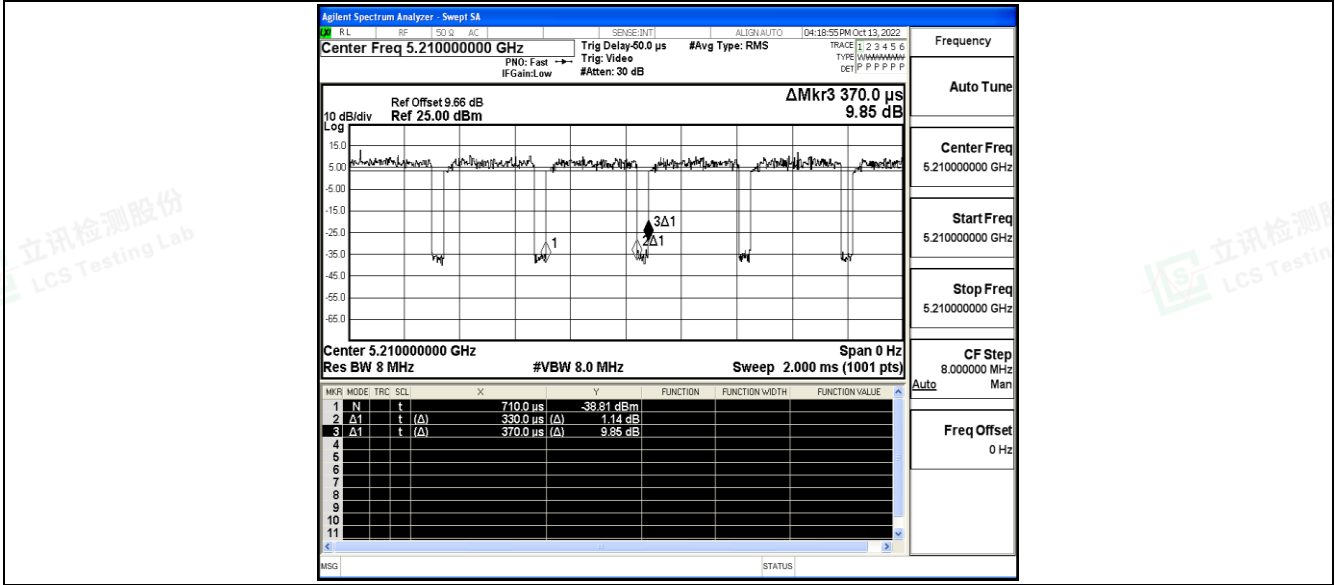 Agilent Spectrum Analyzer - Swept SA
RL RF 50 Ω AC SENSE:INT ALIGNAUTO 04:18:55 PM Oct 13, 2022
Center Freq 5.210000000 GHz
PNO: Fast
IFGain:Low
Trig Delay-50.0 µs
Trig: Video
#Atten: 30 dB
#Avg Type: RMS
TRACE 1 2 3 4 5 6
TYPE WWWWWWW
DET P P P P P P
ΔMkr3 370.0 µs
9.85 dB
Ref Offset 9.66 dB
10 dB/div Ref 25.00 dBm
Log
15.0
5.00
-5.00
-15.0
-25.0
-35.0
-45.0
-55.0
-65.0
3Δ1
1
2Δ1
Center 5.210000000 GHz Span 0 Hz
Res BW 8 MHz #VBW 8.0 MHz Sweep 2.000 ms (1001 pts)
MKR MODE TRC SCL X Y FUNCTION FUNCTION WIDTH FUNCTION VALUE
1 N t 710.0 µs -38.81 dBm
2 Δ1 t (Δ) 330.0 µs (Δ) 1.14 dB
3 Δ1 t (Δ) 370.0 µs (Δ) 9.85 dB
4
5
6
7
8
9
10
11
MSG STATUS
Frequency
Auto Tune
Center Freq
5.210000000 GHz
Start Freq
5.210000000 GHz
Stop Freq
5.210000000 GHz
CF Step
8.000000 MHz
Auto Man
Freq Offset
0 Hz
立讯检测股份
LCS Testing Lab
立讯检测股
LCS Testin